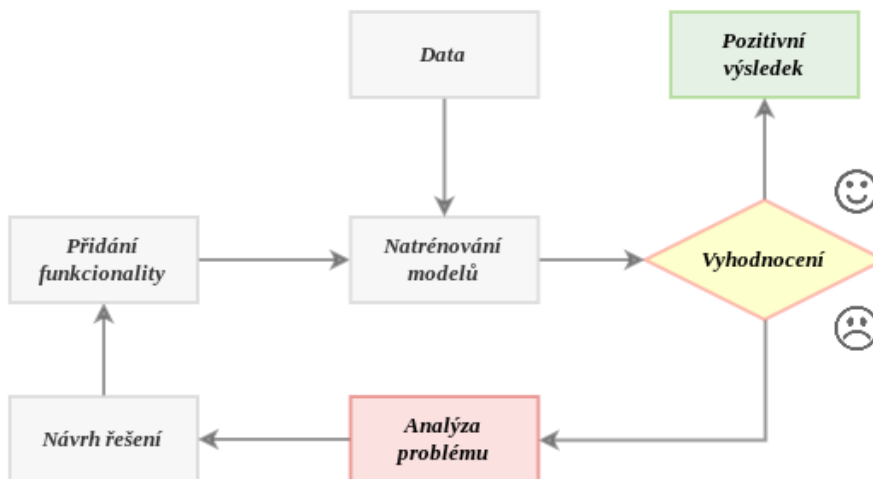 Data
Pozitivní
výsledek
Přidání
funkcionality
Natrénování
modelů
Vyhodnocení
Návrh řešení
Analýza
problému